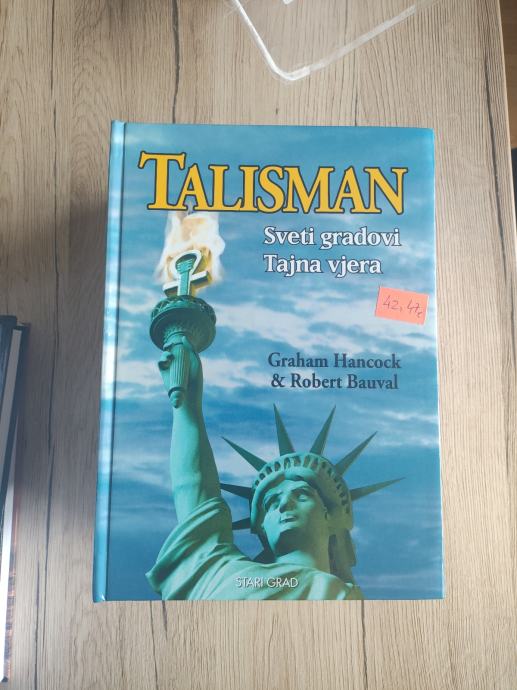 TALISMAN
Sveti gradovi
Tajna vjera
42,47€
Graham Hancock
& Robert Bauval
STARI GRAD